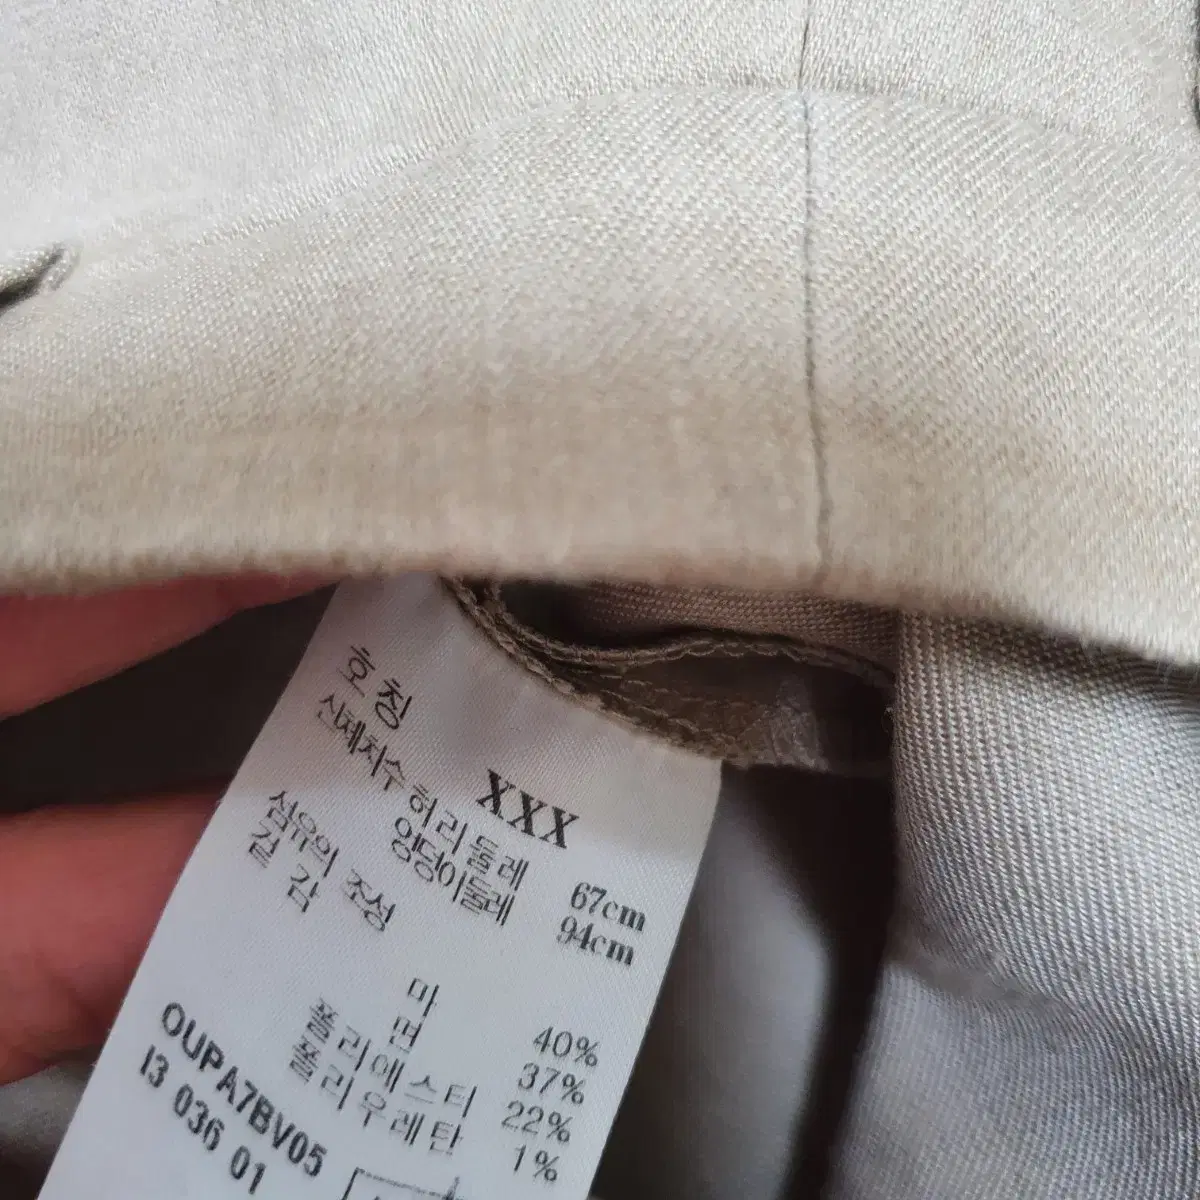 호칭 XXX
신체치수 허리둘레 67cm
엉덩이둘레 94cm
섬유의 조성
겉감
마 40%
면 37%
폴리에스터 22%
폴리우레탄 1%
OUPA7BV05
13 036 01